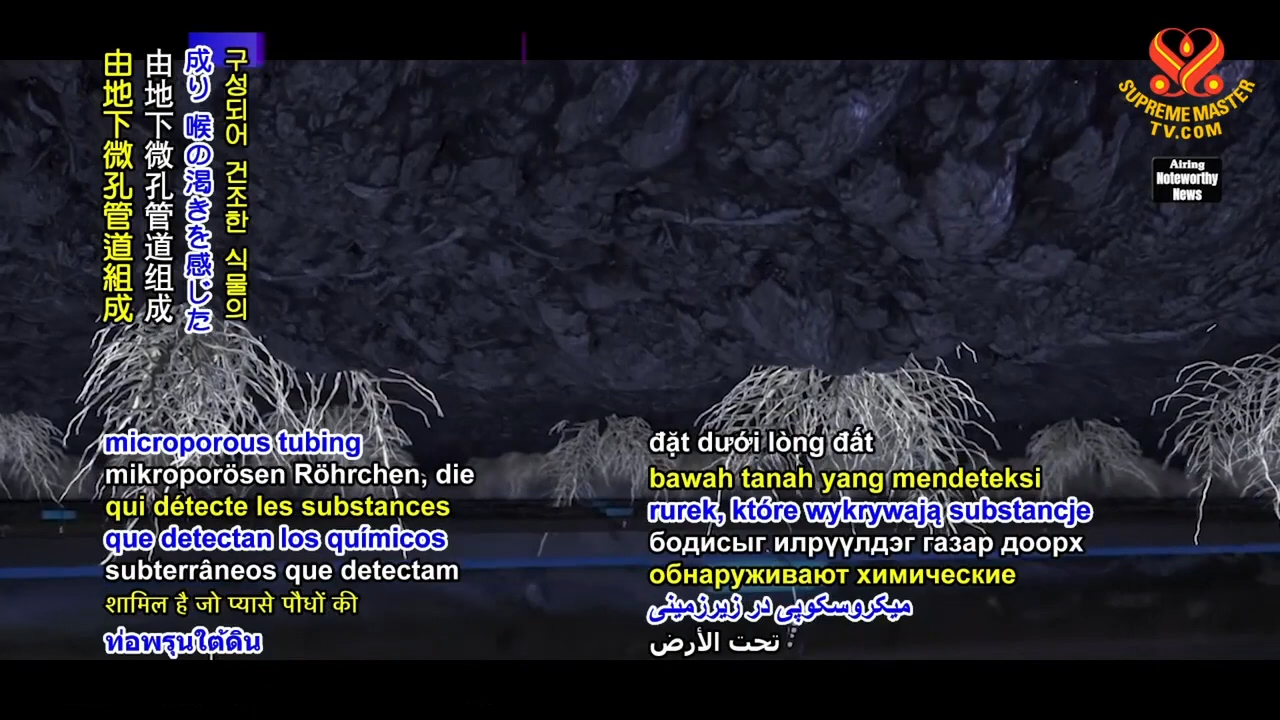 由地下微孔管道組成
由地下微孔管道组成
成り 喉の渇きを感じた
구성되어 건조한 식물의
SUPREME MASTER
TV.COM
Airing
Noteworthy
News
microporous tubing
mikroporösen Röhrchen, die
qui détecte les substances
que detectan los químicos
subterrâneos que detectam
शामिल है जो प्यासे पौधों की
ท่อพรุนใต้ดิน
đặt dưới lòng đất
bawah tanah yang mendeteksi
rurek, które wykrywają substancje
бодисыг илрүүлдэг газар доорх
обнаруживают химические
میکروسکوپی در زیرزمینی
تحت الأرض